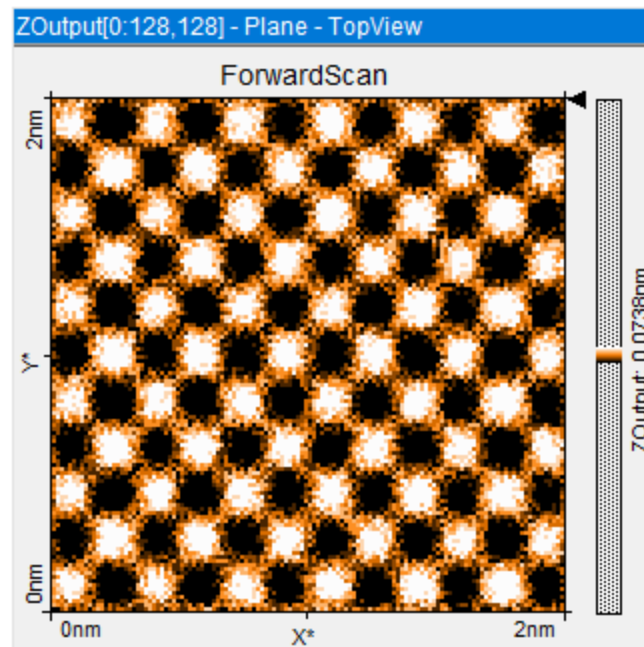 ZOutput[0:128,128] - Plane - TopView
ForwardScan
2nm
Y*
0nm
0nm
X*
2nm
ZOutput: 0.0738nm